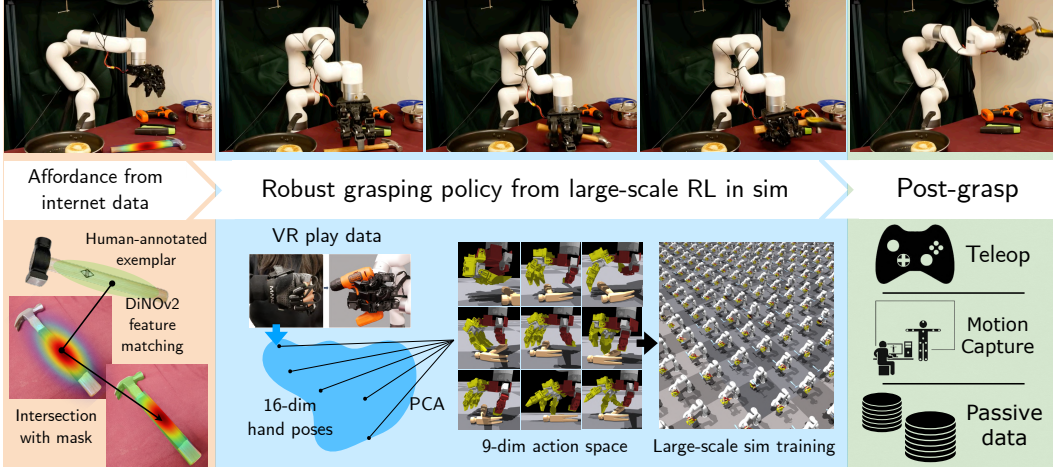 Affordance from
internet data
Robust grasping policy from large-scale RL in sim
Post-grasp
Human-annotated
exemplar
DiNOv2
feature
matching
Intersection
with mask
VR play data
16-dim
hand poses
PCA
9-dim action space
Large-scale sim training
Teleop
Motion
Capture
Passive
data